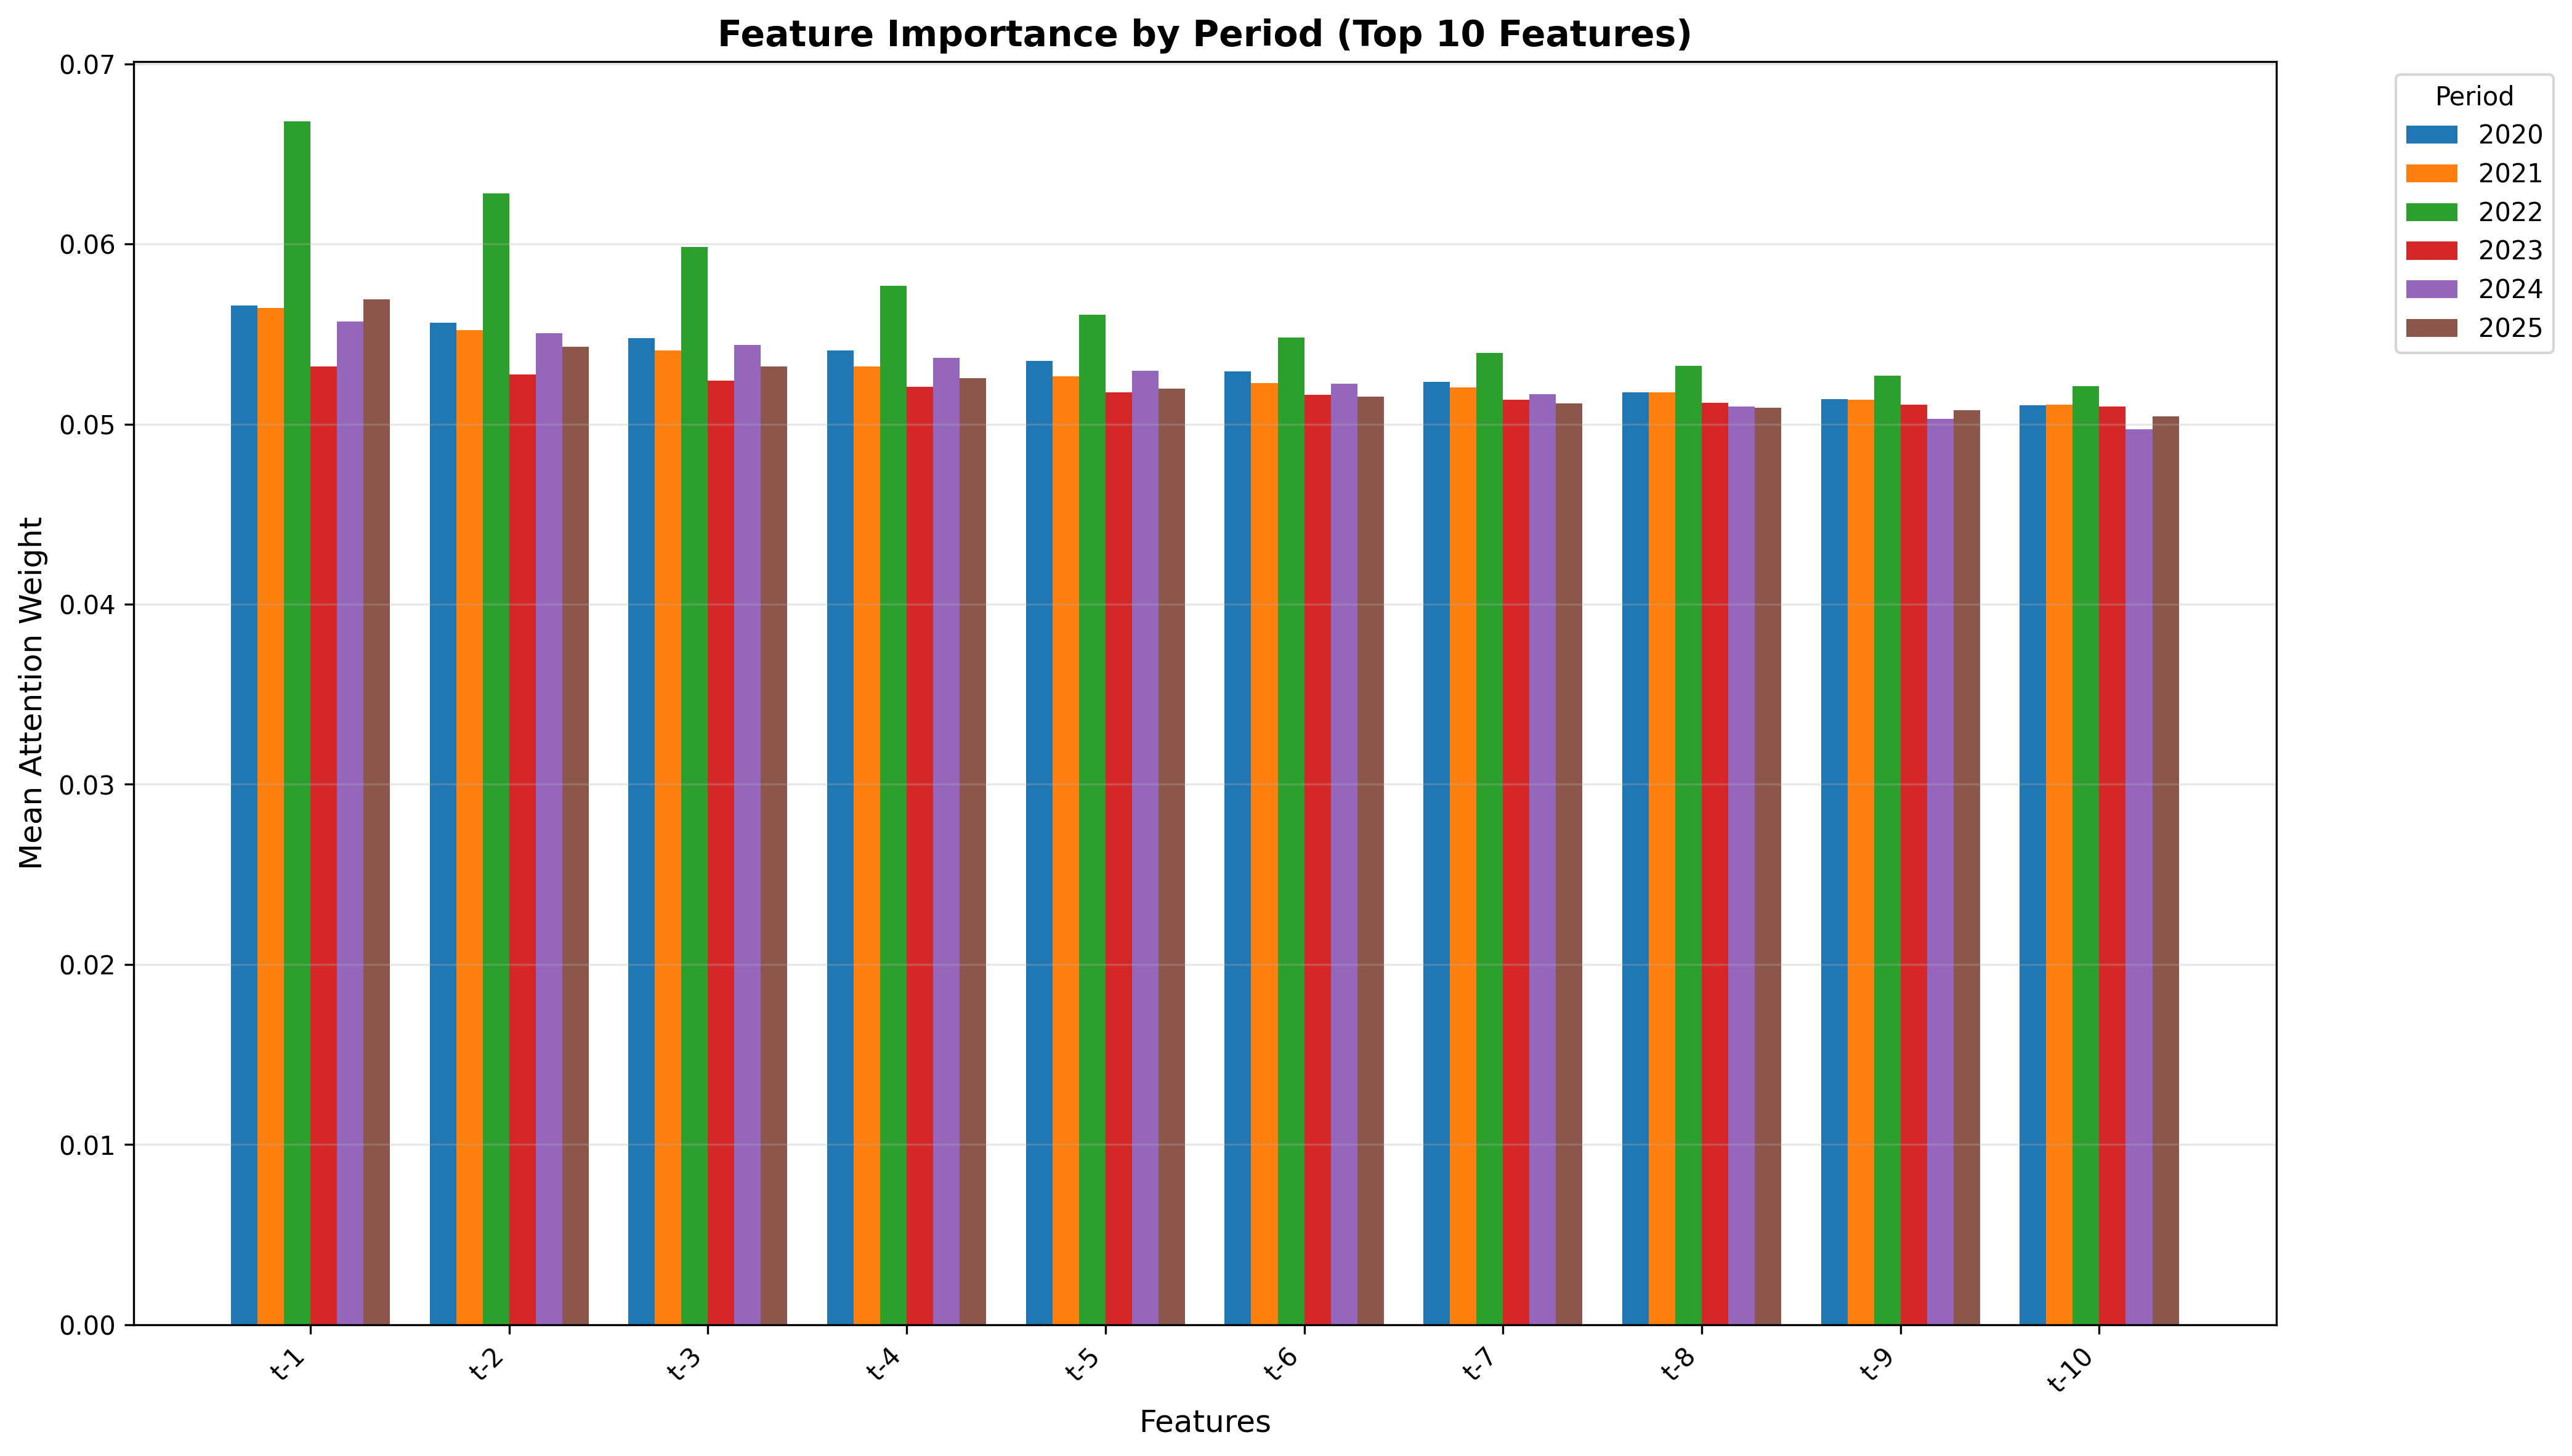 Feature Importance by Period (Top 10 Features)
Mean Attention Weight
0.07
0.06
0.05
0.04
0.03
0.02
0.01
0.00
t-1
t-2
t-3
t-4
t-5
t-6
t-7
t-8
t-9
t-10
Features
Period
2020
2021
2022
2023
2024
2025